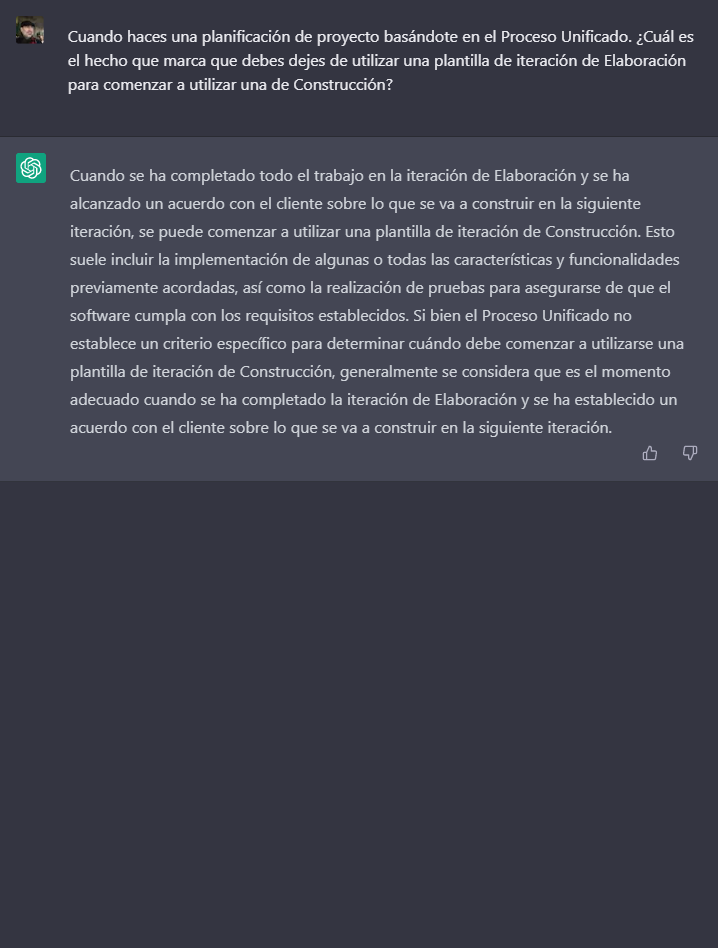 Cuando haces una planificación de proyecto basándote en el Proceso Unificado. ¿Cuál es
el hecho que marca que debes dejes de utilizar una plantilla de iteración de Elaboración
para comenzar a utilizar una de Construcción?
Cuando se ha completado todo el trabajo en la iteración de Elaboración y se ha
alcanzado un acuerdo con el cliente sobre lo que se va a construir en la siguiente
iteración, se puede comenzar a utilizar una plantilla de iteración de Construcción. Esto
suele incluir la implementación de algunas o todas las características y funcionalidades
previamente acordadas, así como la realización de pruebas para asegurarse de que el
software cumpla con los requisitos establecidos. Si bien el Proceso Unificado no
establece un criterio específico para determinar cuándo debe comenzar a utilizarse una
plantilla de iteración de Construcción, generalmente se considera que es el momento
adecuado cuando se ha completado la iteración de Elaboración y se ha establecido un
acuerdo con el cliente sobre lo que se va a construir en la siguiente iteración.